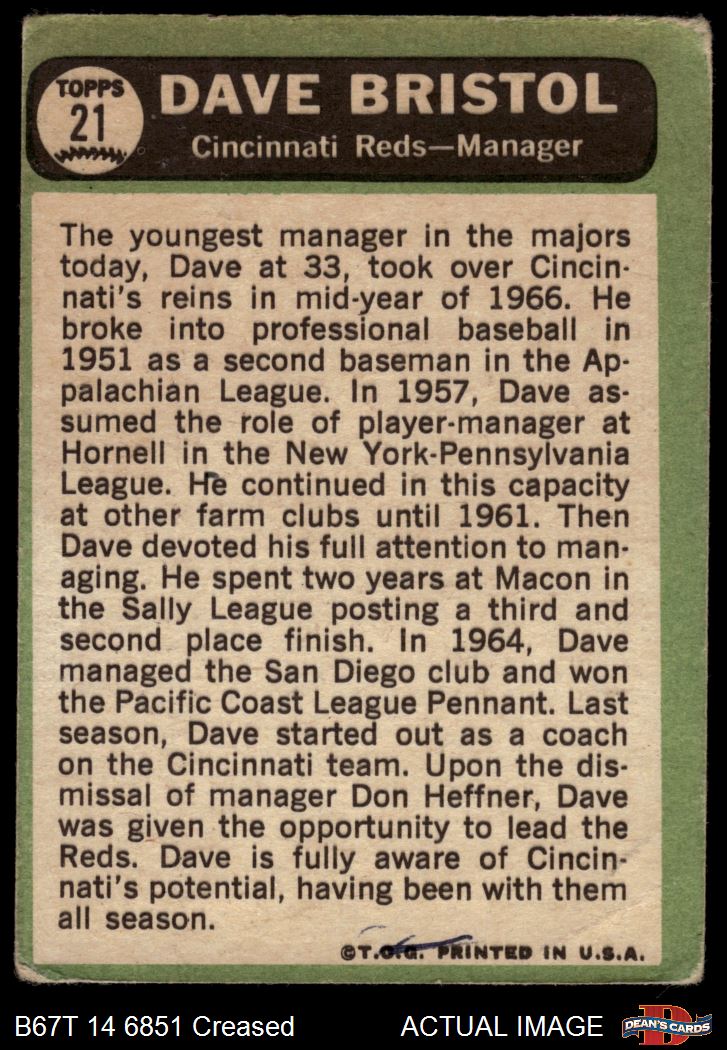 TOPPS
21
DAVE BRISTOL
Cincinnati Reds—Manager
The youngest manager in the majors
today, Dave at 33, took over Cincin-
nati's reins in mid-year of 1966. He
broke into professional baseball in
1951 as a second baseman in the Ap-
palachian League. In 1957, Dave as-
sumed the role of player-manager at
Hornell in the New York-Pennsylvania
League. He continued in this capacity
at other farm clubs until 1961. Then
Dave devoted his full attention to man-
aging. He spent two years at Macon in
the Sally League posting a third and
second place finish. In 1964, Dave
managed the San Diego club and won
the Pacific Coast League Pennant. Last
season, Dave started out as a coach
on the Cincinnati team. Upon the dis-
missal of manager Don Heffner, Dave
was given the opportunity to lead the
Reds. Dave is fully aware of Cincin-
nati's potential, having been with them
all season.
©T.C.G. PRINTED IN U.S.A.
B67T 14 6851 Creased
ACTUAL IMAGE
D
DEAN'S CARDS